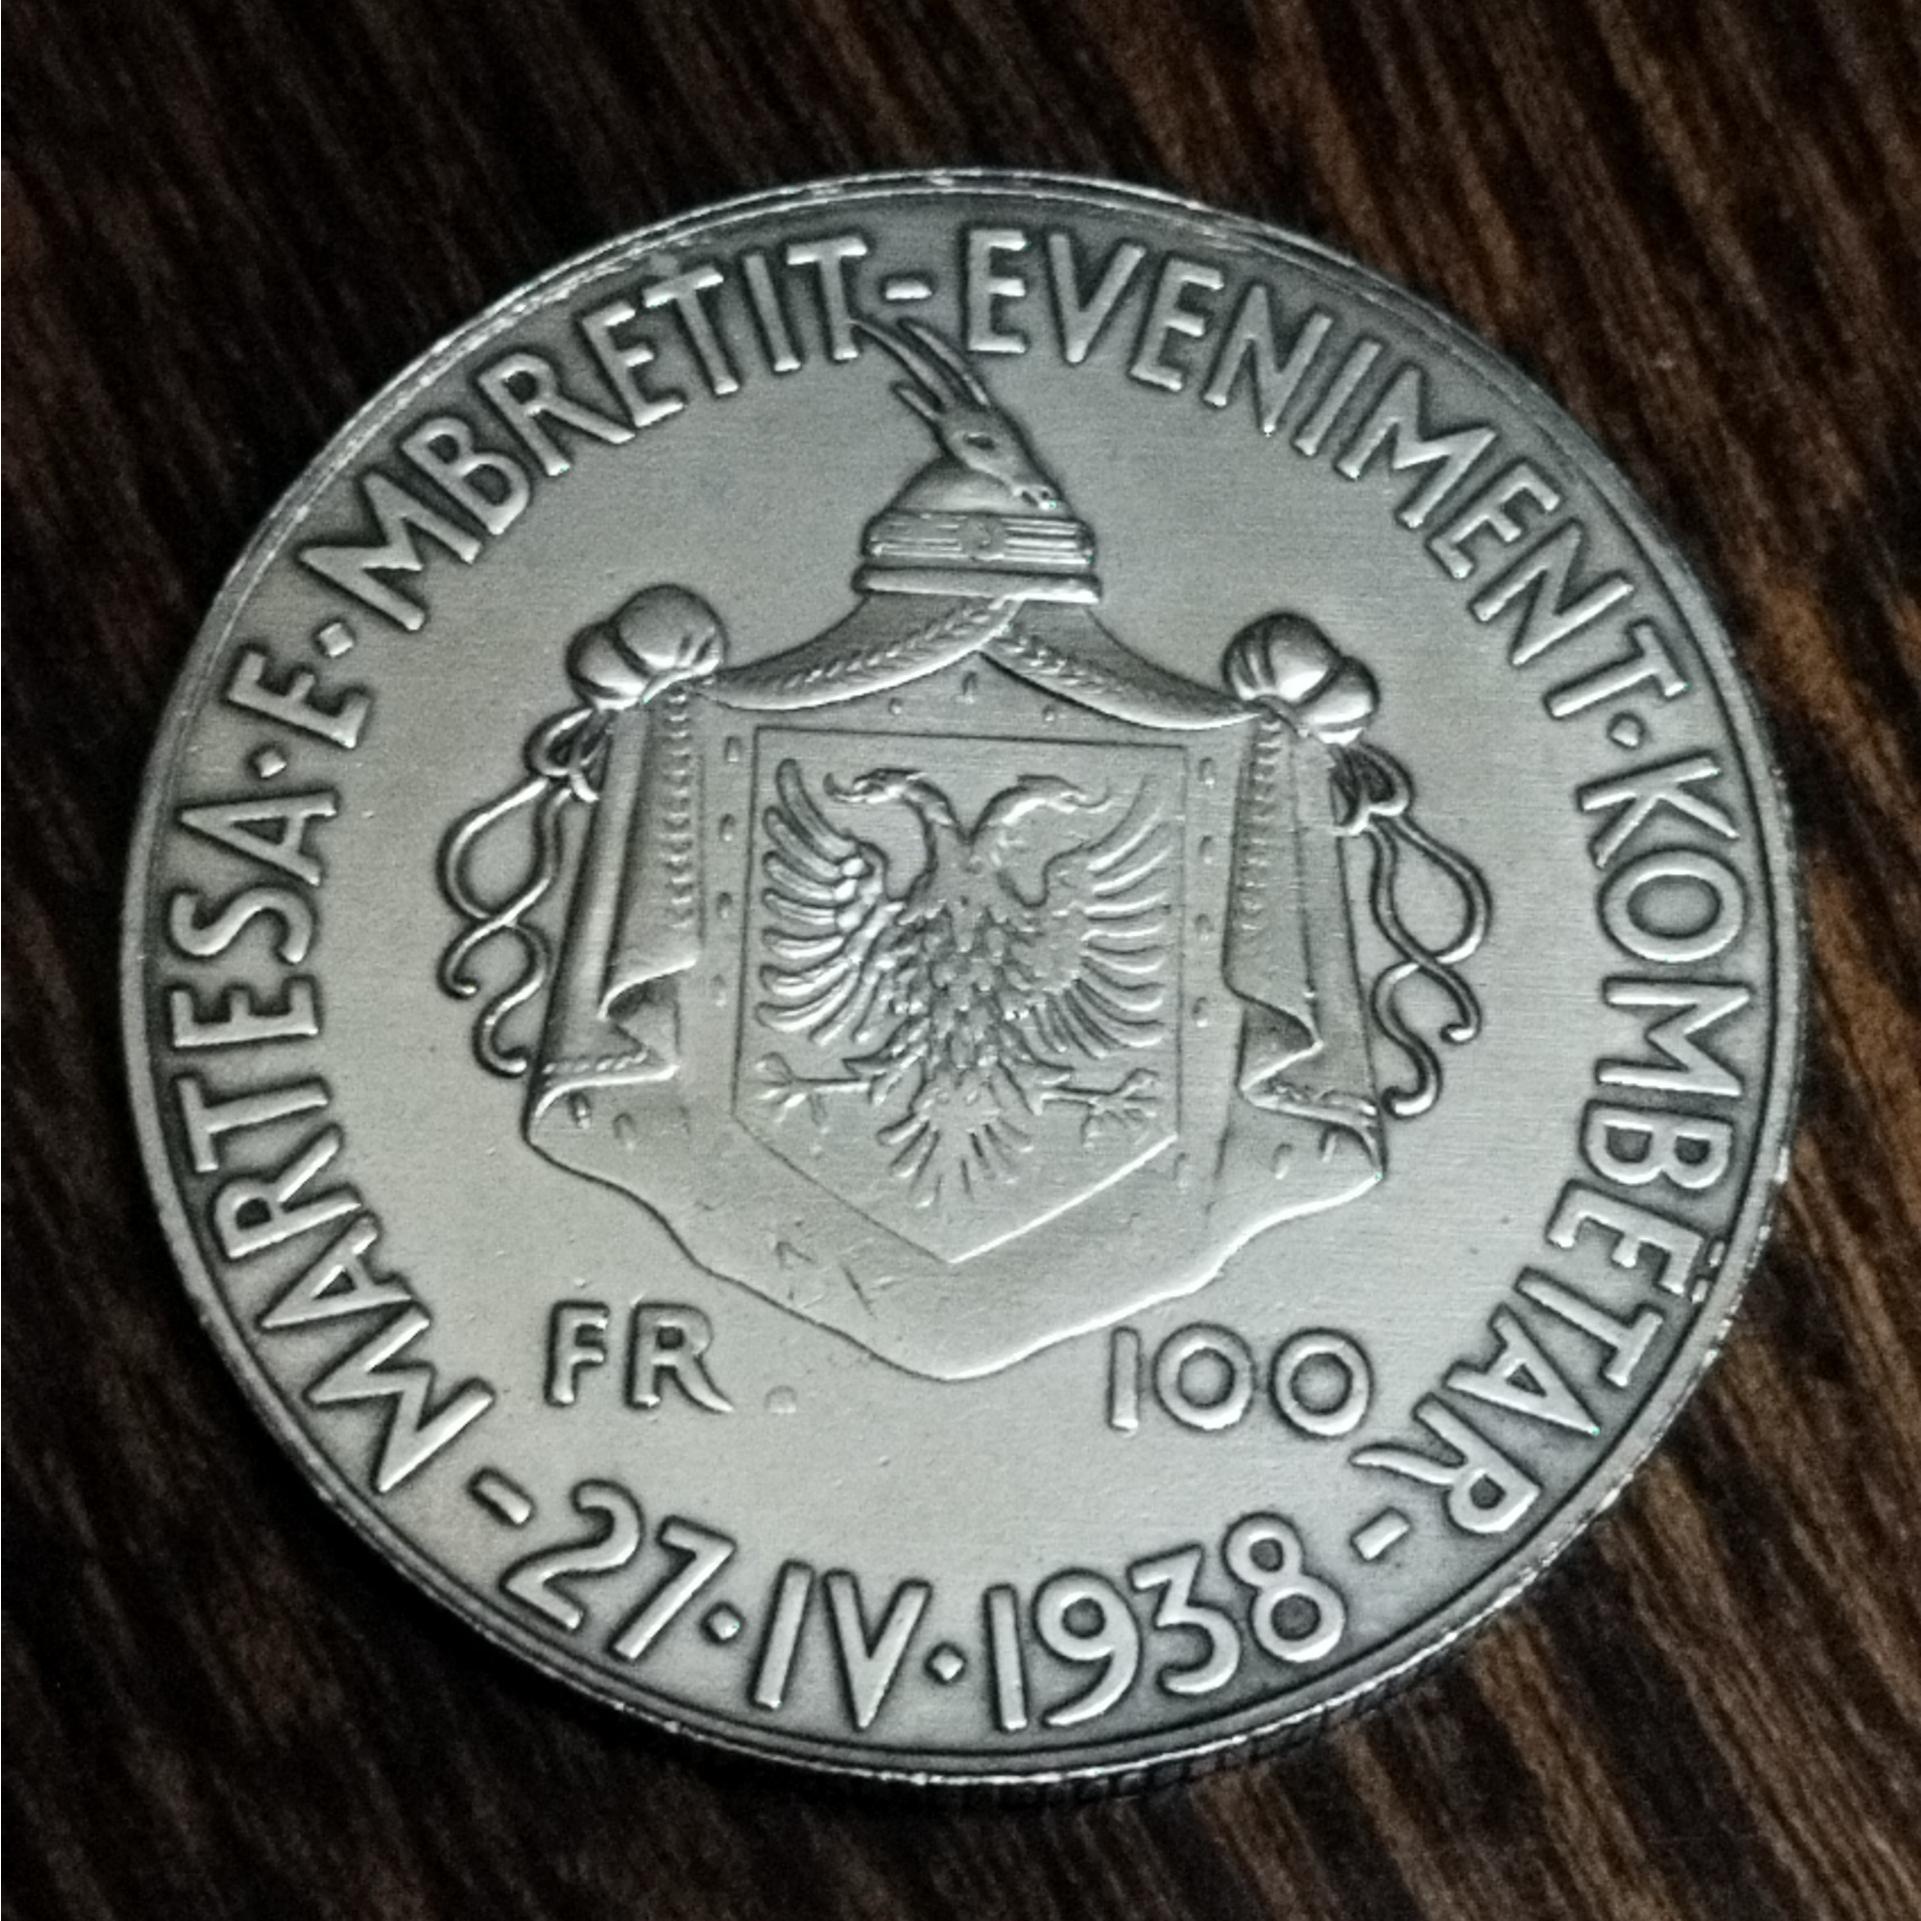 MARTESA·E·MBRETIT-EVENIMENT·KOMBËTAR-
27·IV·1938-
FR 100